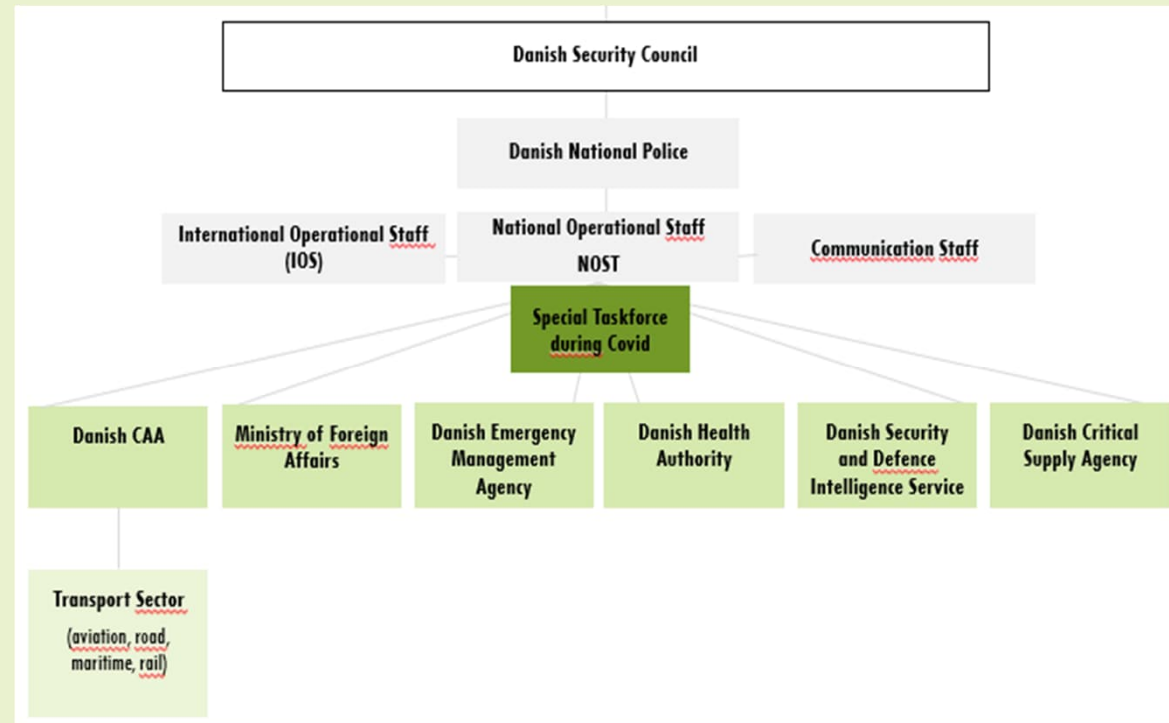 Danish Security Council
Danish National Police
International Operational Staff
(IOS)
National Operational Staff
NOST
Communication Staff
Special Taskforce
during Covid
Danish CAA
Ministry of Foreign
Affairs
Danish Emergency
Management
Agency
Danish Health
Authority
Danish Security
and Defence
Intelligence Service
Danish Critical
Supply Agency
Transport Sector
(aviation, road,
maritime, rail)